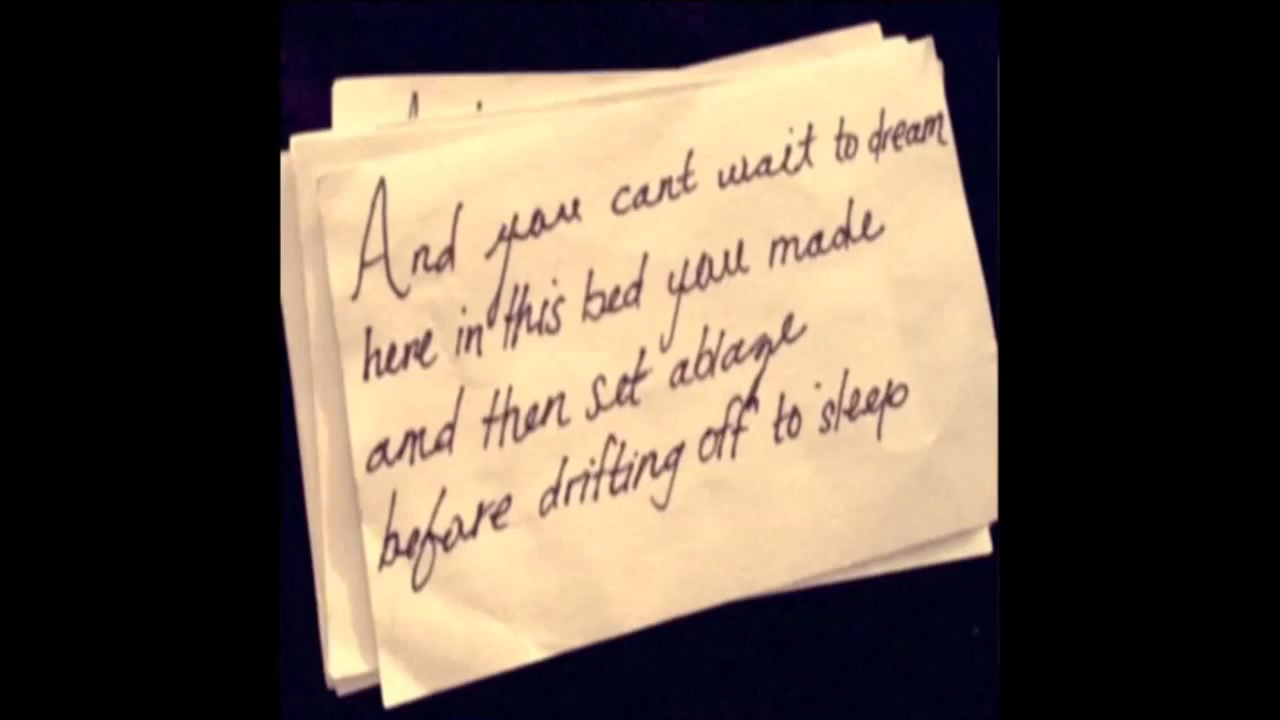 And you cant wait to dream
here in this bed you made
and then set ablaze
before drifting off to sleep